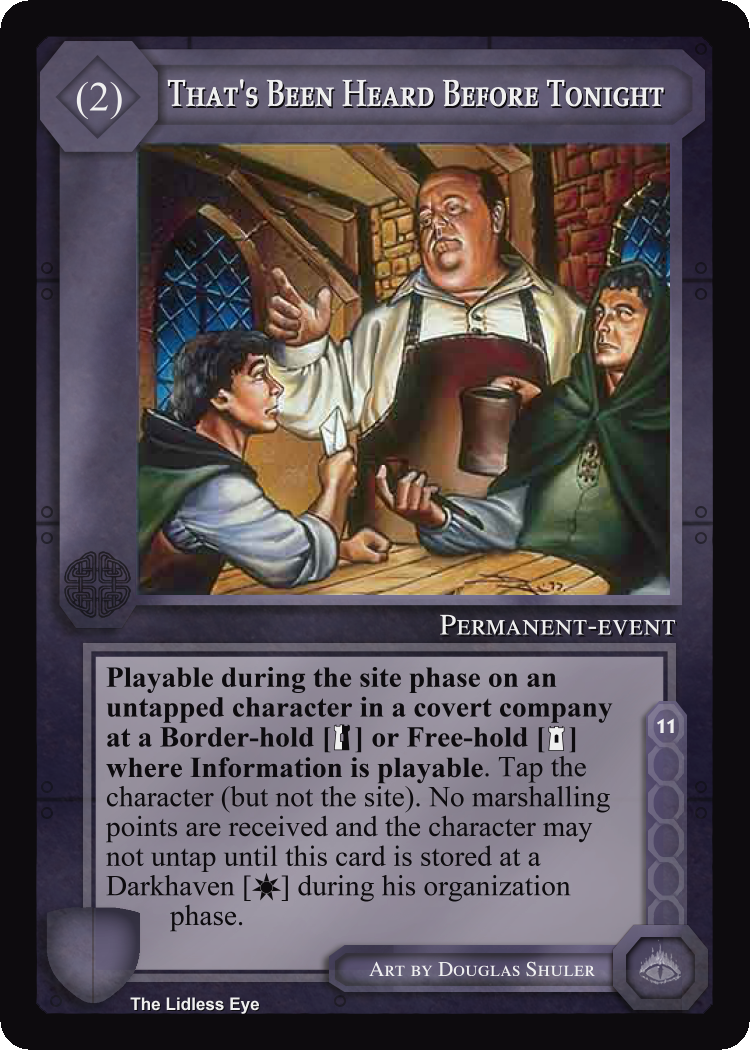 (2)
That's Been Heard Before Tonight
'97.
Permanent-event
Playable during the site phase on an
untapped character in a covert company
at a Border-hold [ ] or Free-hold [ ]
where Information is playable. Tap the
character (but not the site). No marshalling
points are received and the character may
not untap until this card is stored at a
Darkhaven [ ] during his organization
phase.
11
Art by Douglas Shuler
The Lidless Eye